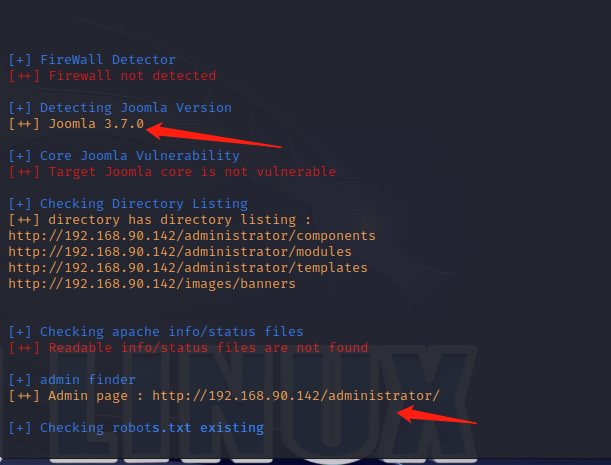 [+] FireWall Detector
[++] Firewall not detected
[+] Detecting Joomla Version
[++] Joomla 3.7.0
[+] Core Joomla Vulnerability
[++] Target Joomla core is not vulnerable
[+] Checking Directory Listing
[++] directory has directory listing :
http://192.168.90.142/administrator/components
http://192.168.90.142/administrator/modules
http://192.168.90.142/administrator/templates
http://192.168.90.142/images/banners
[+] Checking apache info/status files
[++] Readable info/status files are not found
[+] admin finder
[++] Admin page : http://192.168.90.142/administrator/
[+] Checking robots.txt existing
LINUX